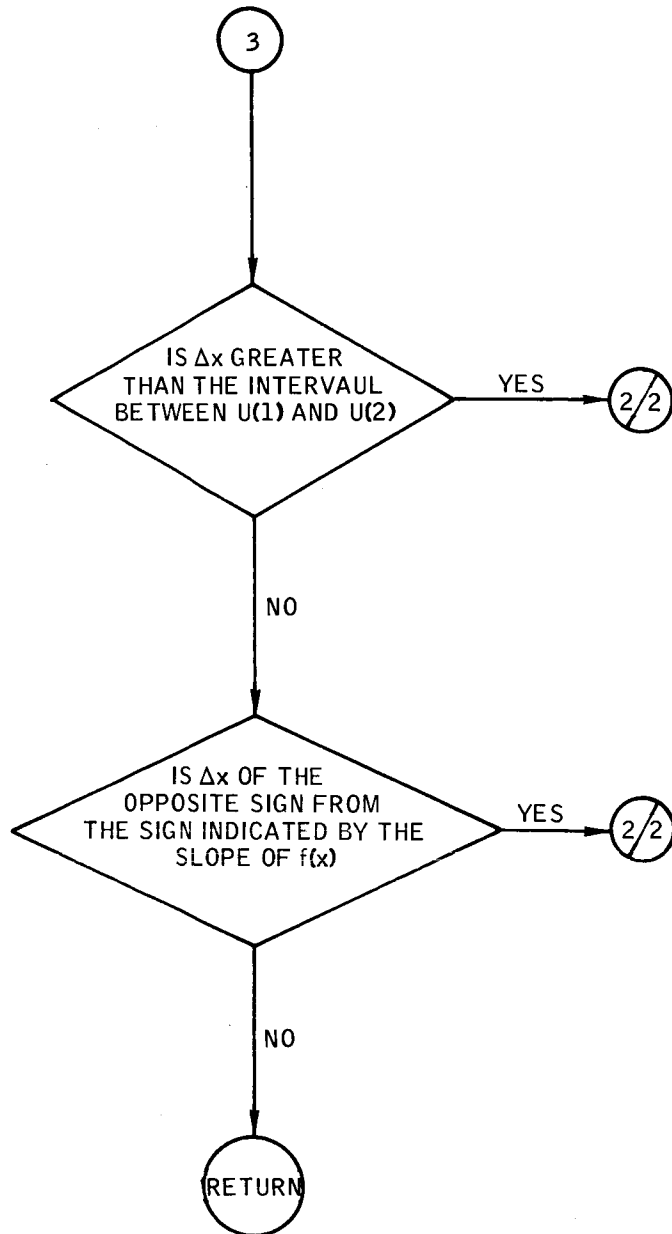 3
IS Δx GREATER
THAN THE INTERVAUL
BETWEEN U(1) AND U(2)
YES
2/2
NO
IS Δx OF THE
OPPOSITE SIGN FROM
THE SIGN INDICATED BY THE
SLOPE OF f(x)
YES
2/2
NO
RETURN